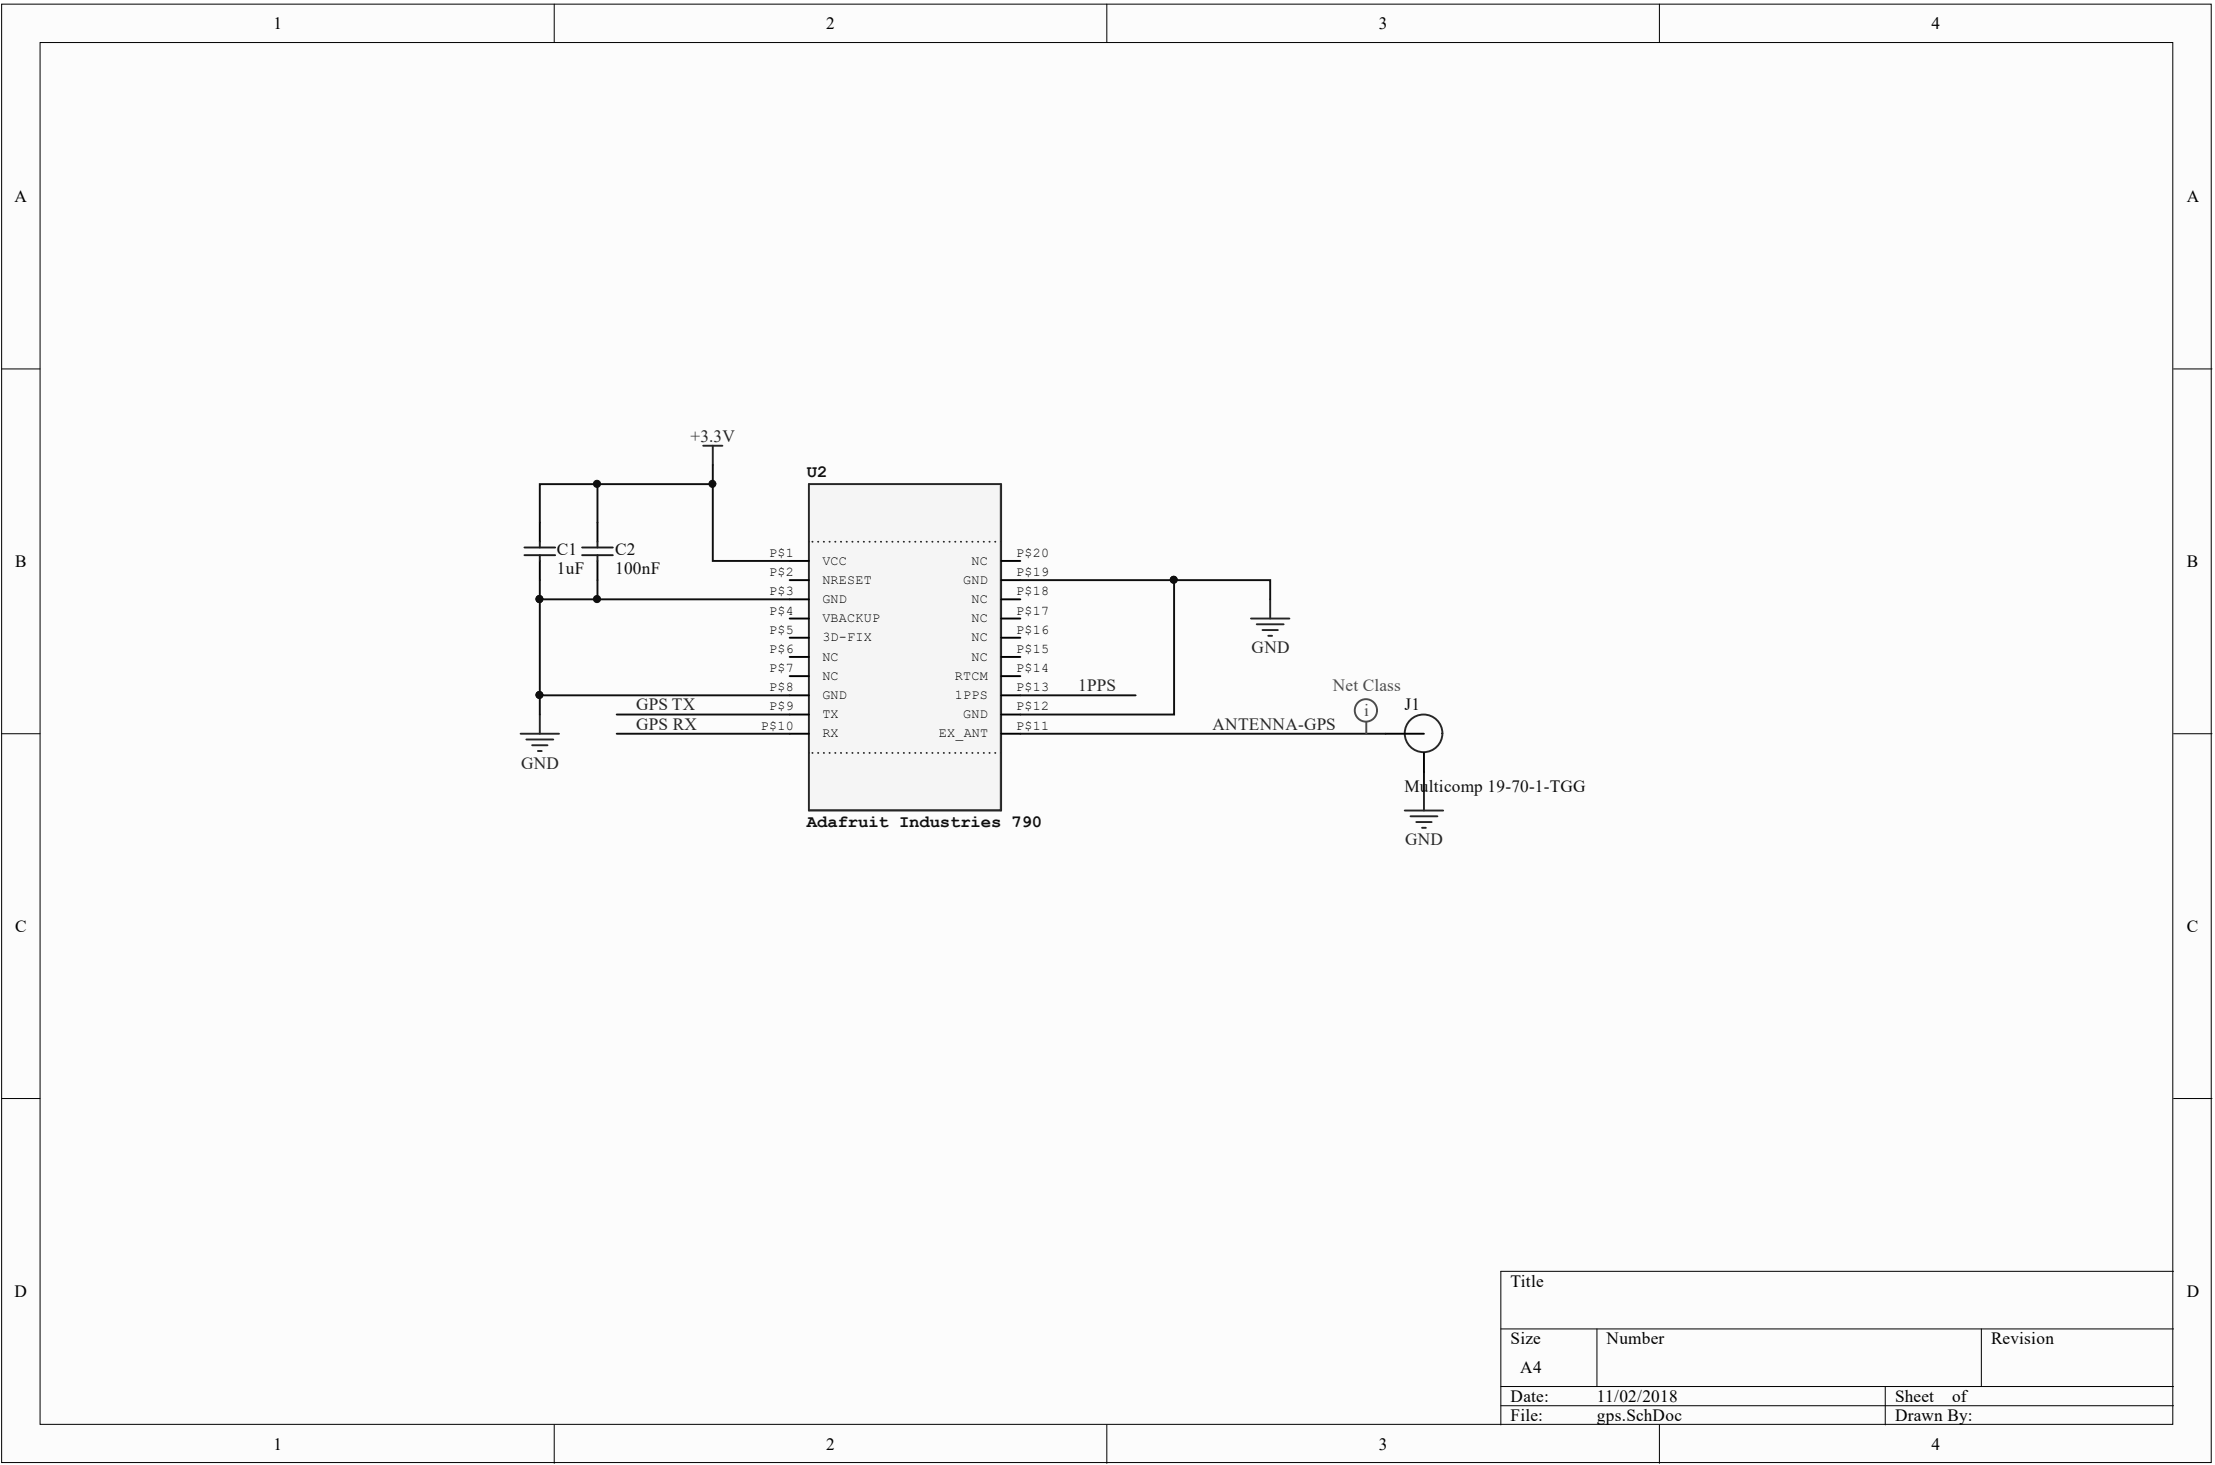 1 2 3 4
A A
+3.3V
U2
C1 C2
1uF 100nF
P$1 VCC NC P$20
P$2 NRESET GND P$19
P$3 GND NC P$18
P$4 VBACKUP NC P$17
P$5 3D-FIX NC P$16
P$6 NC NC P$15
P$7 NC RTCM P$14
P$8 GND 1PPS P$13 1PPS
GPS TX P$9 TX GND P$12
GPS RX P$10 RX EX_ANT P$11 ANTENNA-GPS
B B
GND
Net Class
i
J1
GND
Multicomp 19-70-1-TGG
Adafruit Industries 790
GND
C C
D D
Title
Size Number Revision
A4
Date: 11/02/2018 Sheet of
File: gps.SchDoc Drawn By:
1 2 3 4